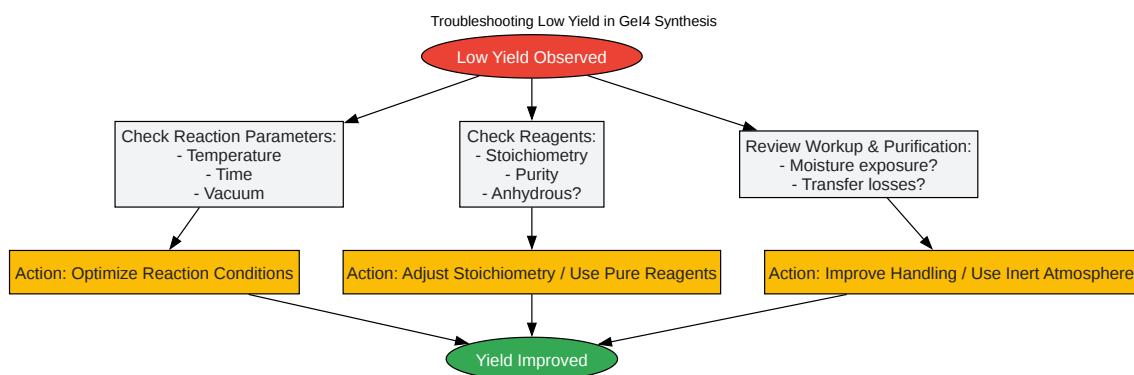 Troubleshooting Low Yield in GeI4 Synthesis
Low Yield Observed
Check Reaction Parameters:
- Temperature
- Time
- Vacuum
Check Reagents:
- Stoichiometry
- Purity
- Anhydrous?
Review Workup & Purification:
- Moisture exposure?
- Transfer losses?
Action: Optimize Reaction Conditions
Action: Adjust Stoichiometry / Use Pure Reagents
Action: Improve Handling / Use Inert Atmosphere
Yield Improved